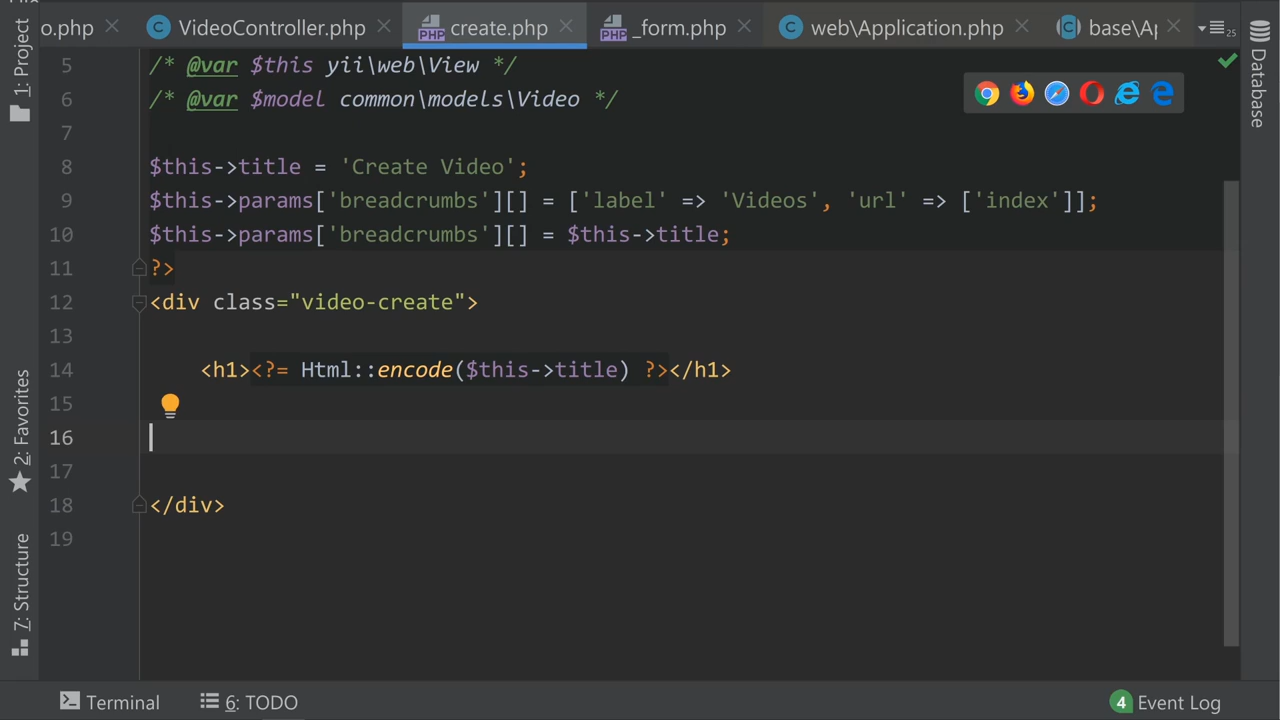 o.php
VideoController.php
create.php
_form.php
web\Application.php
base\Ap
25
1: Project
2: Favorites
7: Structure
Database
5 /* @var $this yii\web\View */
6 /* @var $model common\models\Video */
7
8 $this->title = 'Create Video';
9 $this->params['breadcrumbs'][] = ['label' => 'Videos', 'url' => ['index']];
10 $this->params['breadcrumbs'][] = $this->title;
11 ?>
12 <div class="video-create">
13
14 <h1><?= Html::encode($this->title) ?></h1>
15
16
17
18 </div>
19
Terminal
6: TODO
4 Event Log